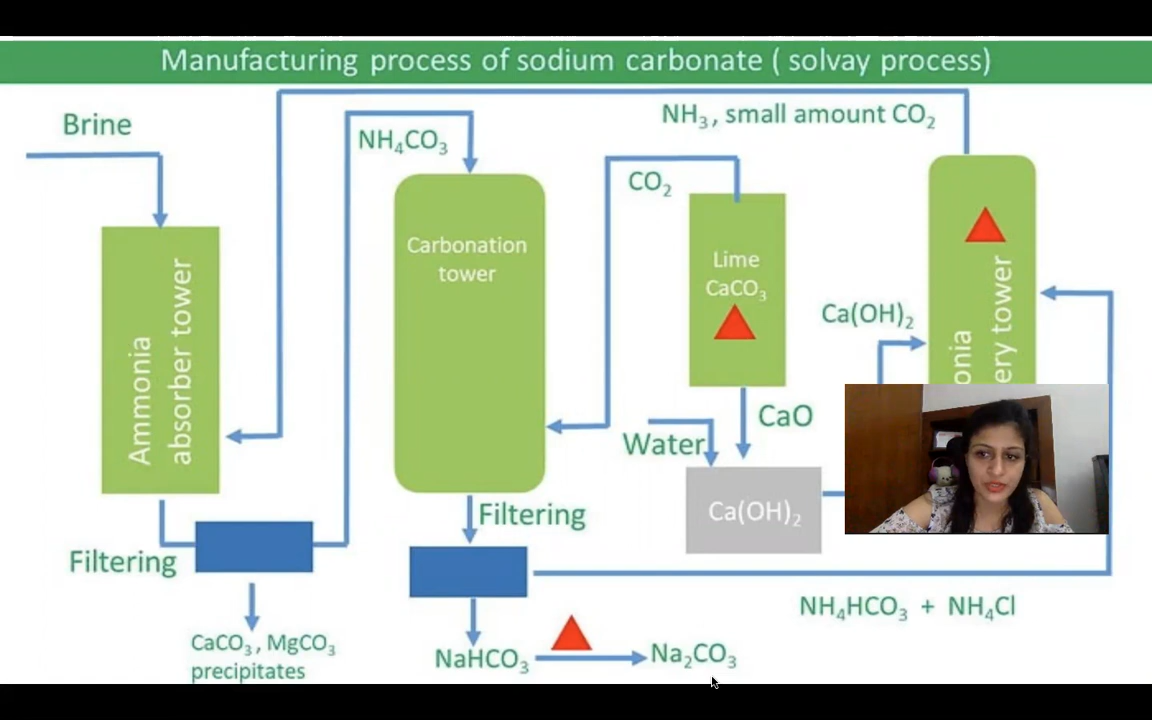 Manufacturing process of sodium carbonate ( solvay process)
Brine
NH₄CO₃
NH₃, small amount CO₂
CO₂
Carbonation
tower
Lime
CaCO₃
Ca(OH)₂
Ammonia
absorber tower
CaO
Water
Ca(OH)₂
Filtering
Filtering
NH₄HCO₃ + NH₄Cl
CaCO₃, MgCO₃
precipitates
NaHCO₃
Na₂CO₃
tower